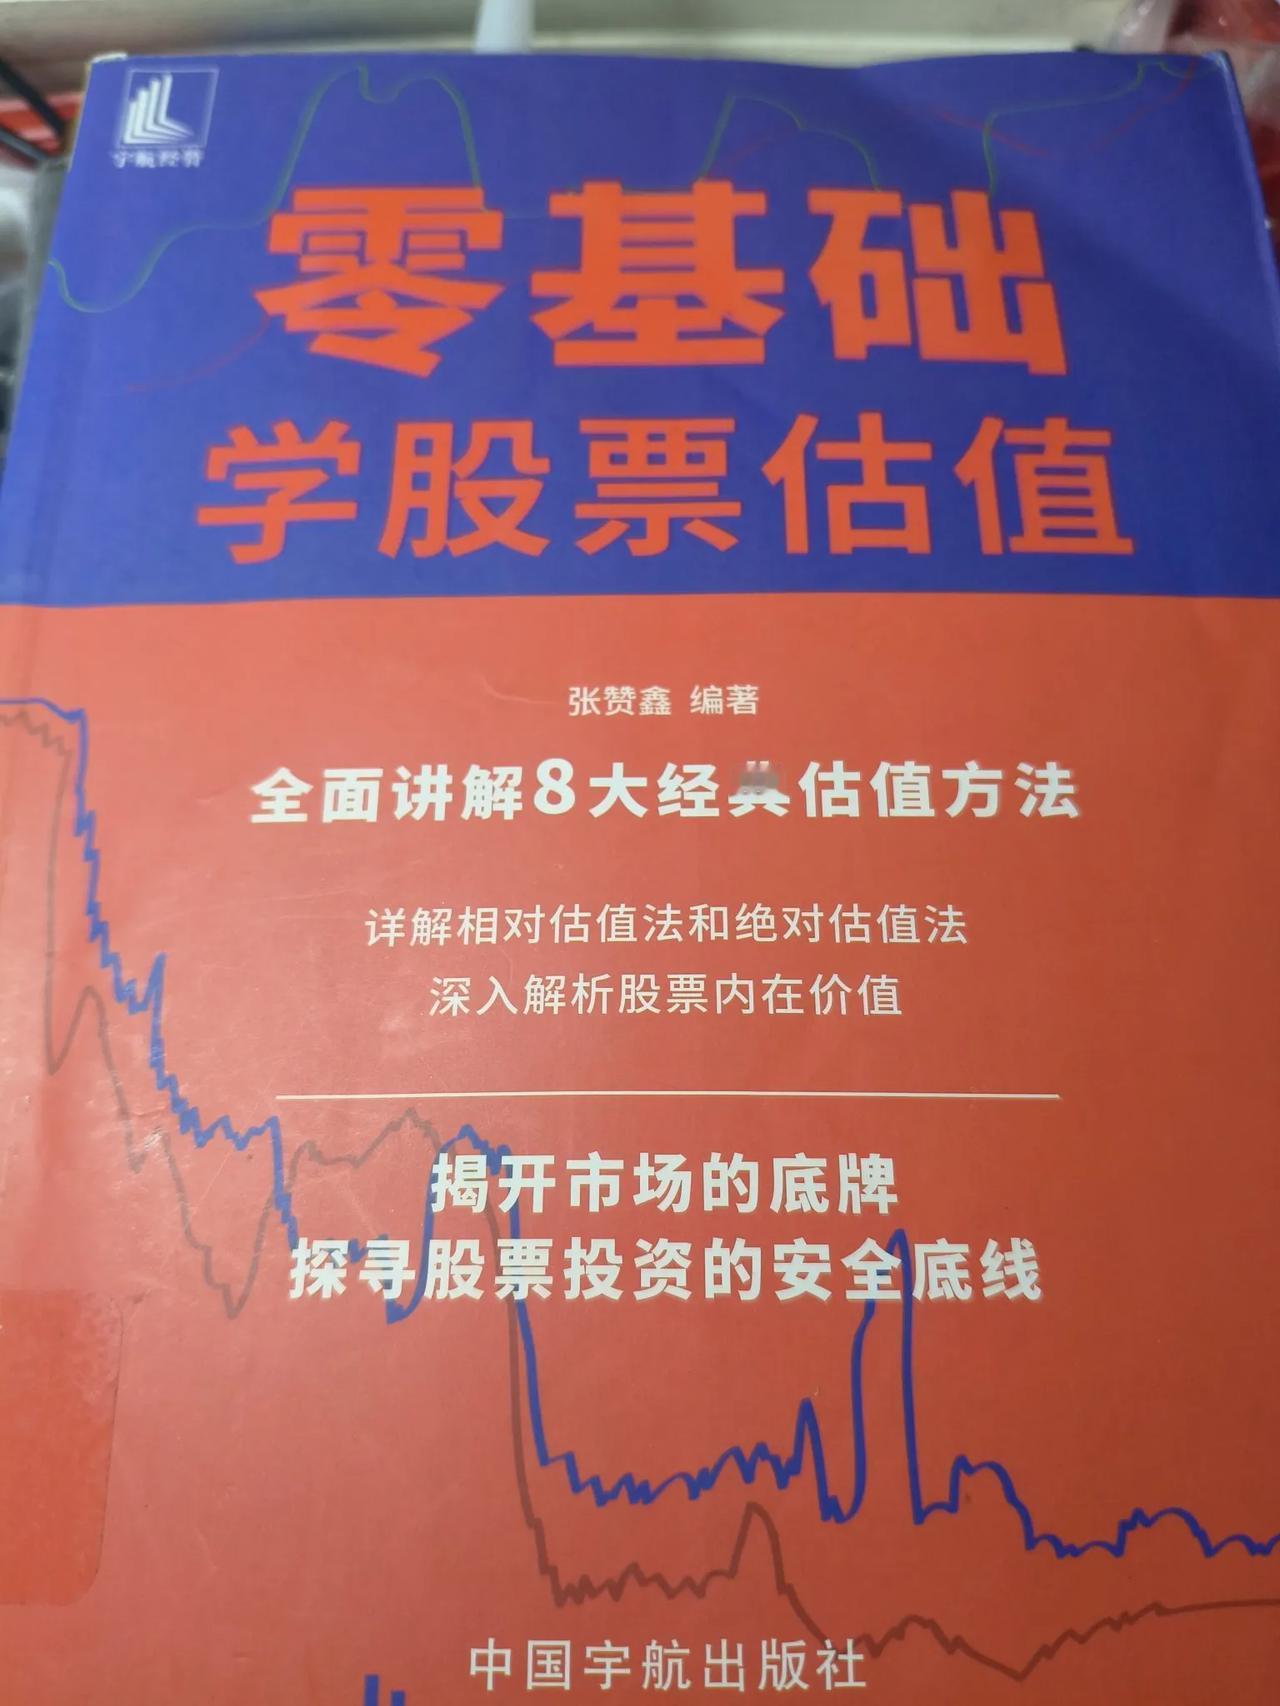 宇航经营
零基础
学股票估值
张赞鑫 编著
全面讲解8大经典估值方法
详解相对估值法和绝对估值法
深入解析股票内在价值
揭开市场的底牌
探寻股票投资的安全底线
中国宇航出版社